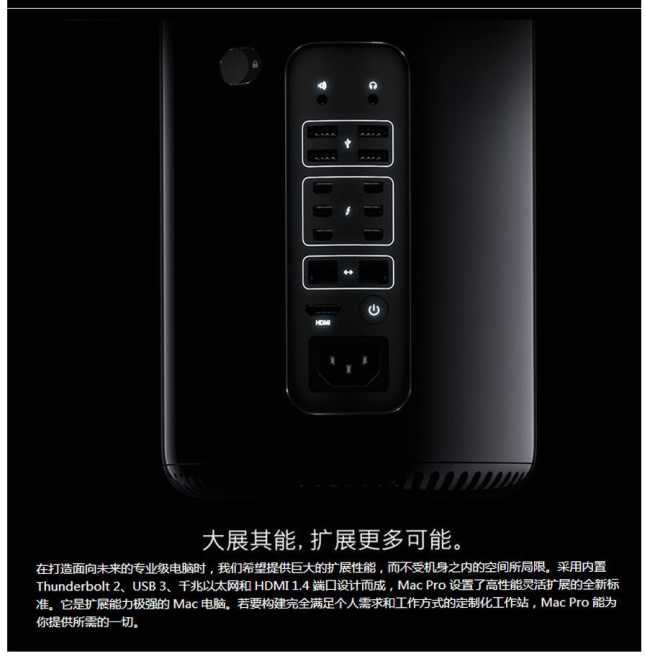 HDMI
大展其能, 扩展更多可能。
在打造面向未来的专业级电脑时，我们希望提供巨大的扩展性能，而不受机身之内的空间所局限。采用内置
Thunderbolt 2、USB 3、千兆以太网和 HDMI 1.4 端口设计而成，Mac Pro 设置了高性能灵活扩展的全新标
准。它是扩展能力极强的 Mac 电脑。若要构建完全满足个人需求和工作方式的定制化工作站，Mac Pro 能为
你提供所需的一切。